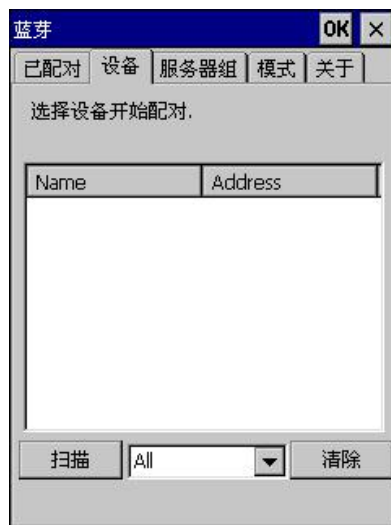 蓝芽 OK ×
已配对 设备 服务器组 模式 关于
选择设备开始配对.
Name Address
扫描 All 清除